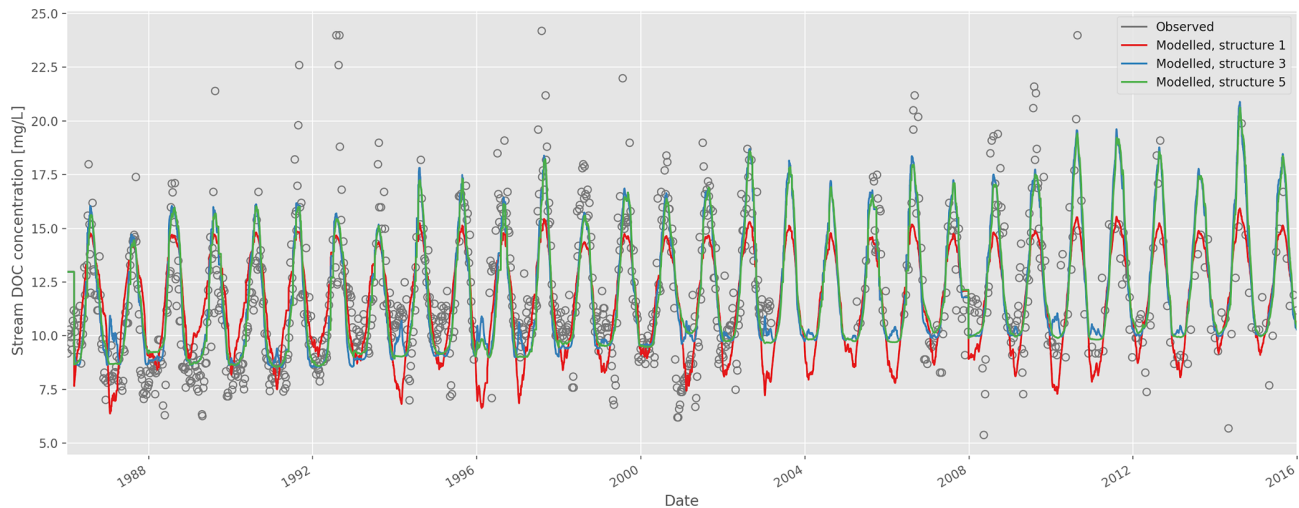 25.0
22.5
20.0
17.5
15.0
12.5
10.0
7.5
5.0
Stream DOC concentration [mg/L]
Observed
Modelled, structure 1
Modelled, structure 3
Modelled, structure 5
1988
1992
1996
2000
2004
2008
2012
2016
Date